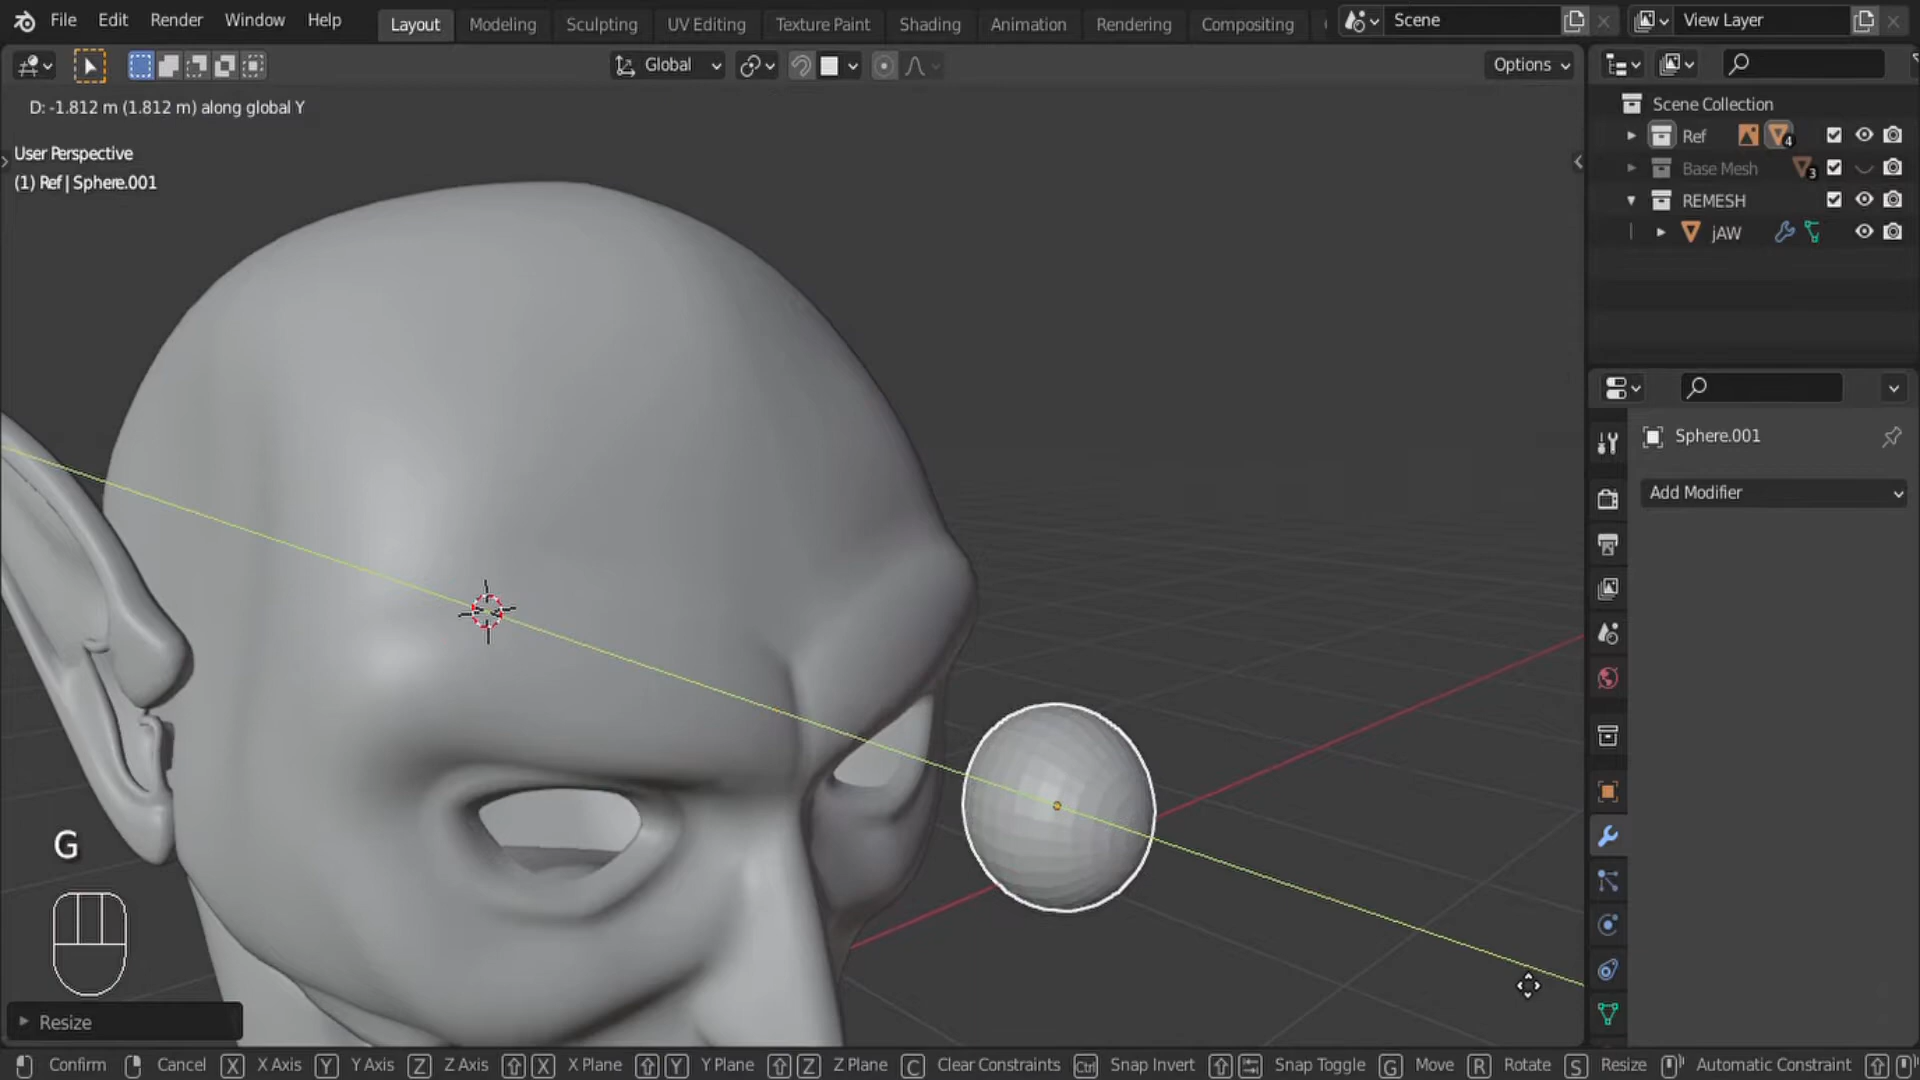 File Edit Render Window Help
Layout Modeling Sculpting UV Editing Texture Paint Shading Animation Rendering Compositing
Scene
View Layer
Global
Options
D: -1.812 m (1.812 m) along global Y
User Perspective
(1) Ref | Sphere.001
Scene Collection
Ref 4
Base Mesh 3
REMESH
jAW
Sphere.001
Add Modifier
G
Resize
Confirm Cancel X X Axis Y Y Axis Z Z Axis X X Plane Y Y Plane Z Z Plane C Clear Constraints Ctrl Snap Invert Snap Toggle G Move R Rotate S Resize Automatic Constraint